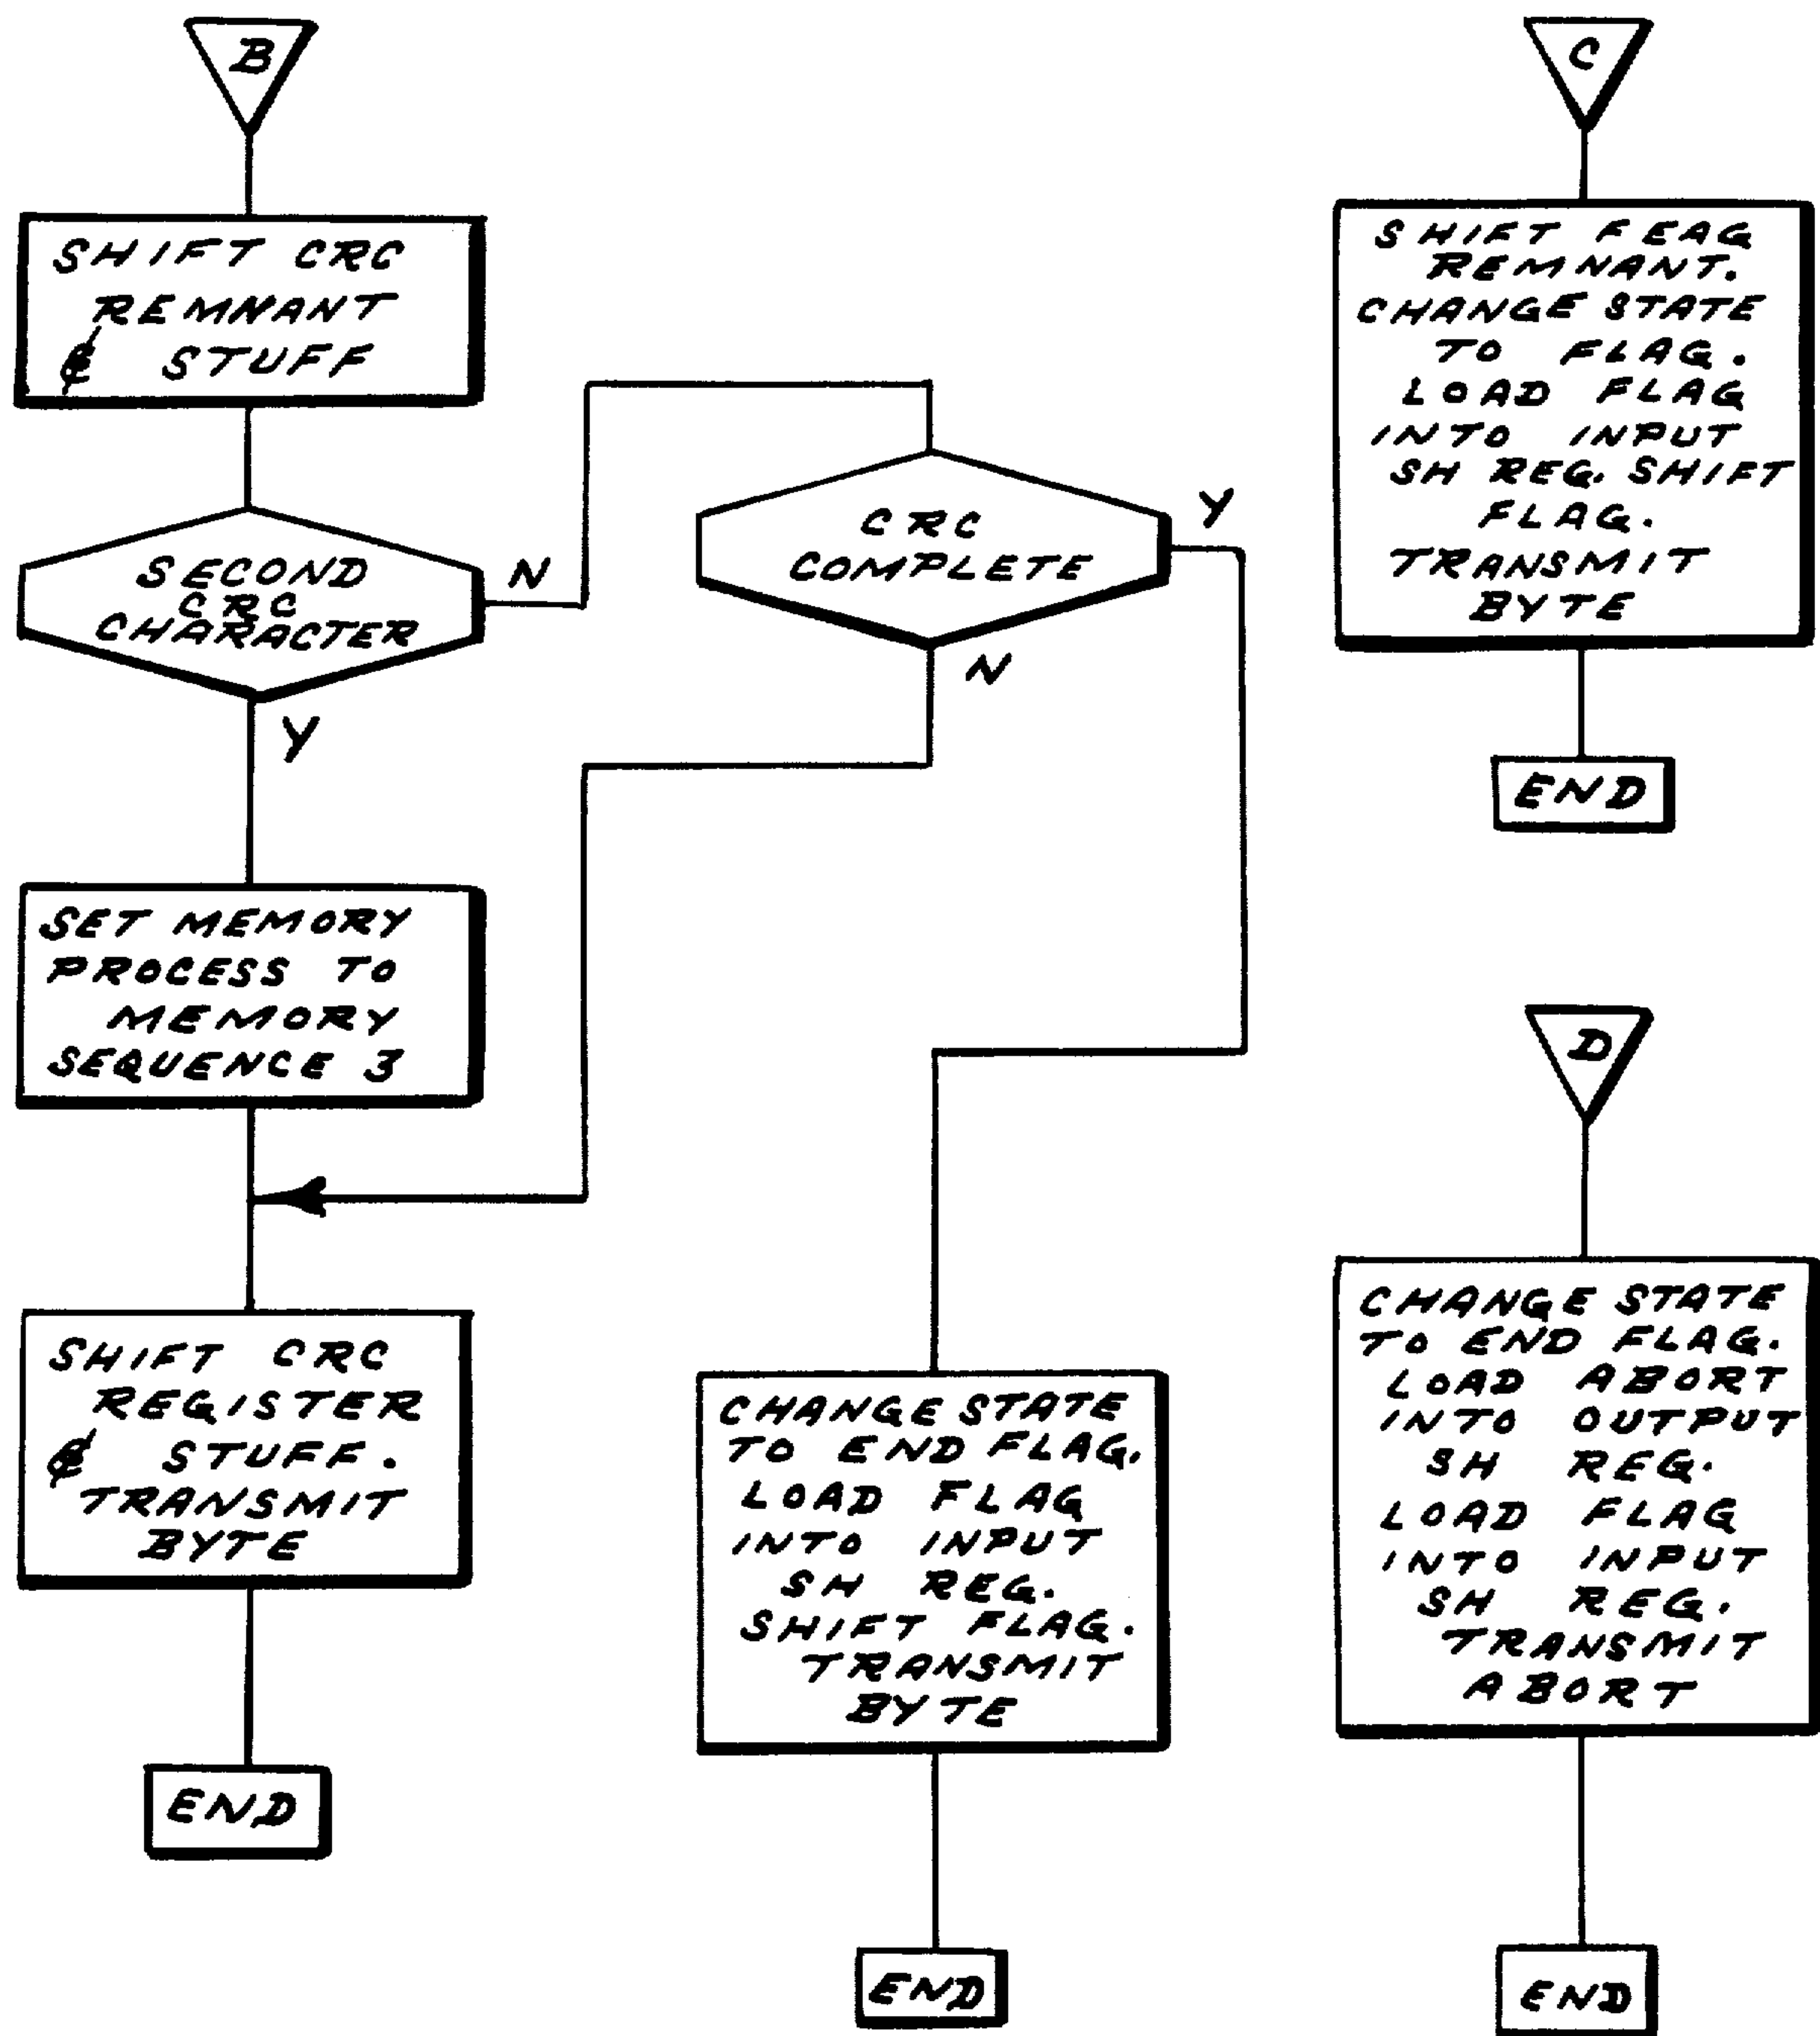 B
SHIFT CRC
REMNANT
& STUFF
SECOND
CRC
CHARACTER
N
Y
CRC
COMPLETE
Y
N
SET MEMORY
PROCESS TO
MEMORY
SEQUENCE 3
SHIFT CRC
REGISTER
& STUFF.
TRANSMIT
BYTE
END
CHANGE STATE
TO END FLAG.
LOAD FLAG
INTO INPUT
SH REG.
SHIFT FLAG.
TRANSMIT
BYTE
END
C
SHIFT FEAG
REMNANT.
CHANGE STATE
TO FLAG.
LOAD FLAG
INTO INPUT
SH REG. SHIFT
FLAG.
TRANSMIT
BYTE
END
D
CHANGE STATE
TO END FLAG.
LOAD ABORT
INTO OUTPUT
SH REG.
LOAD FLAG
INTO INPUT
SH REG.
TRANSMIT
ABORT
END